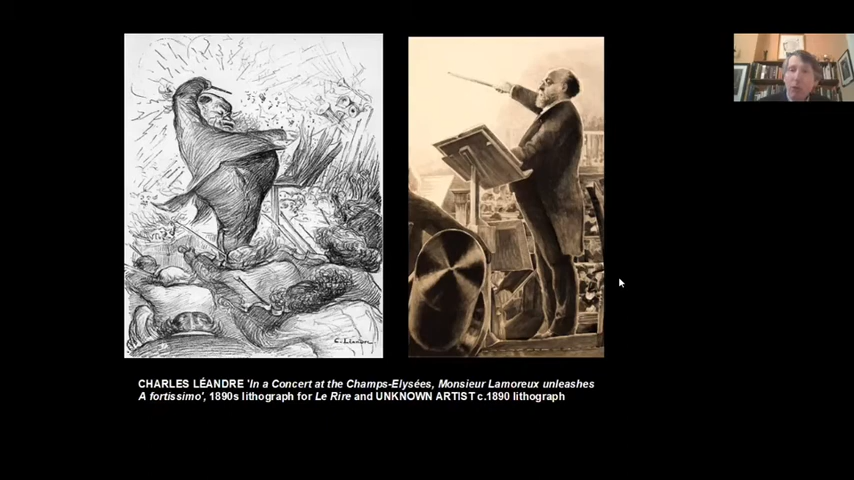 C. Léandre
CHARLES LÉANDRE 'In a Concert at the Champs-Elysées, Monsieur Lamoreux unleashes
A fortissimo', 1890s lithograph for Le Rire and UNKNOWN ARTIST c.1890 lithograph